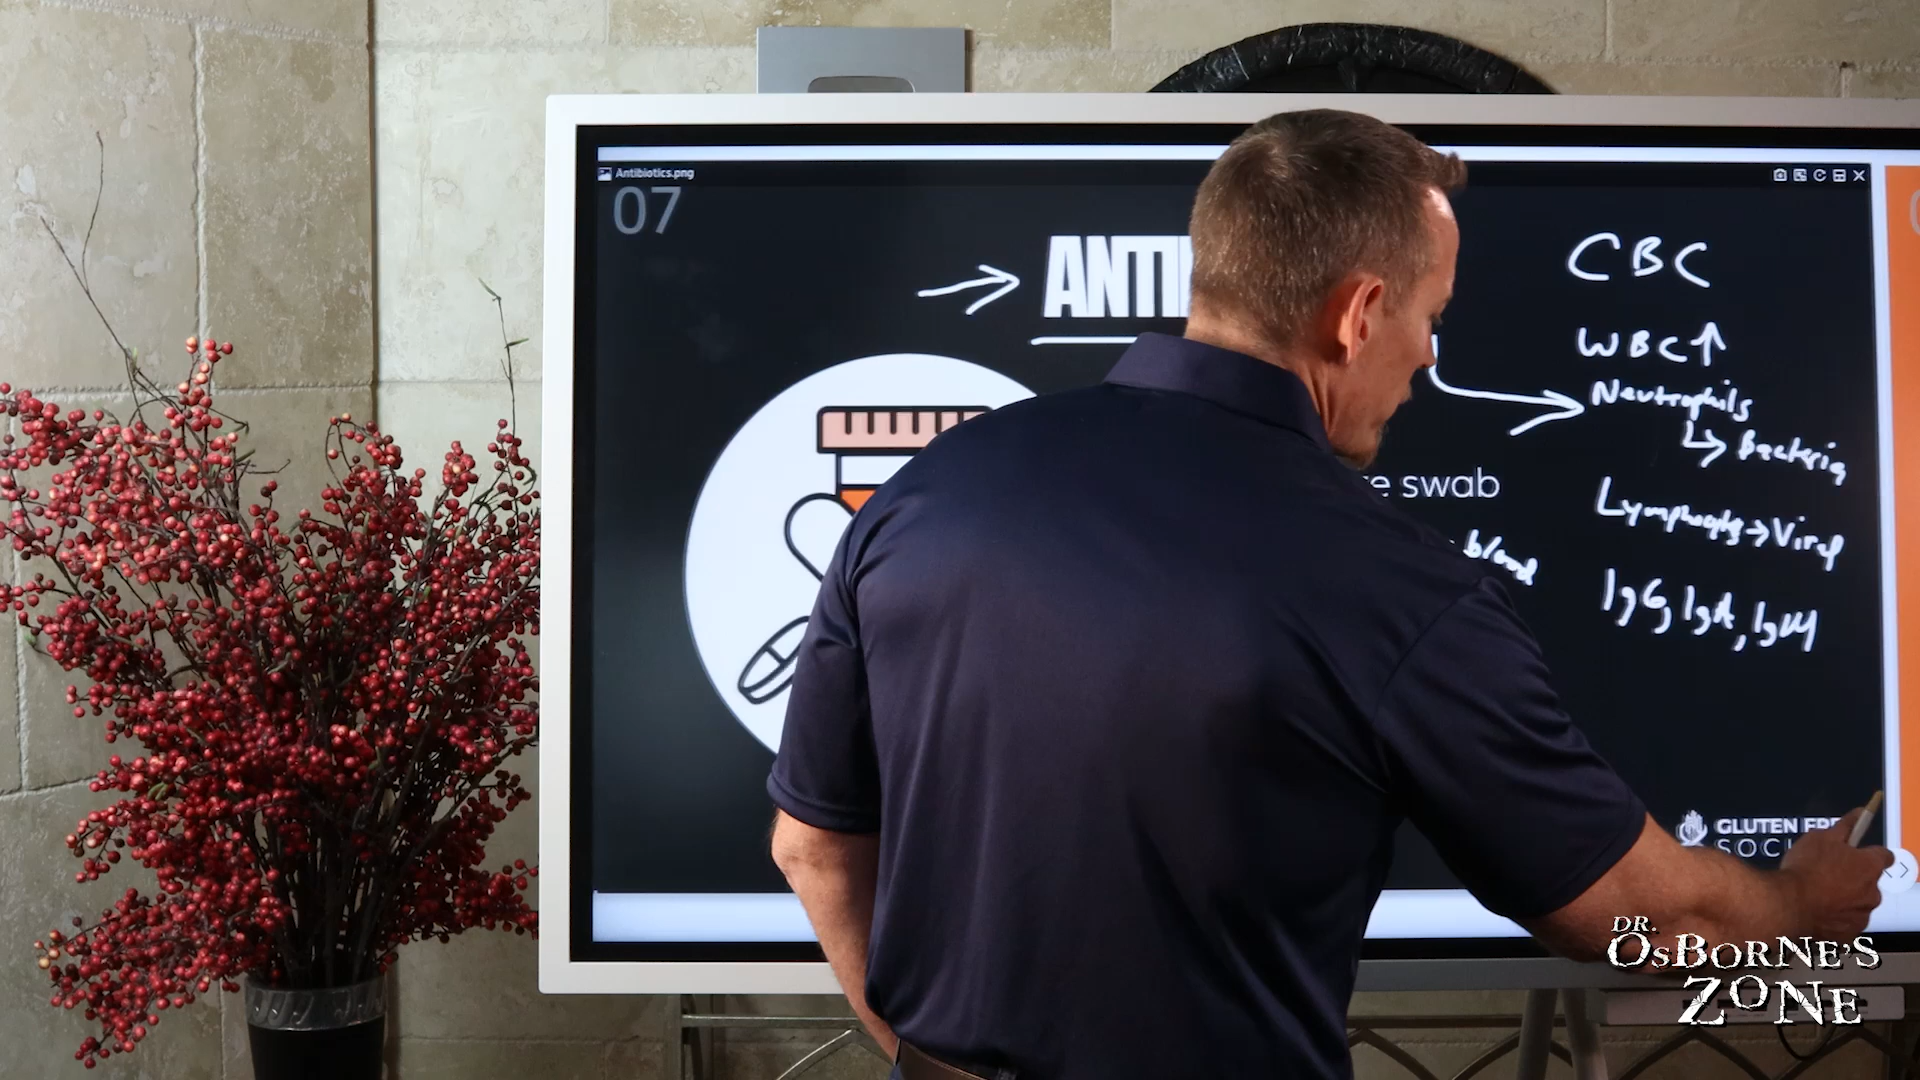 Antibiotics.png
07
ANTI
CBC
WBC↑
Neutrophils
↳ Bacteria
swab
Lymphocytes→Viral
blood
IgG, IgA, IgM
GLUTEN FRE
SOCI
DR.
OSBORNE'S
ZONE